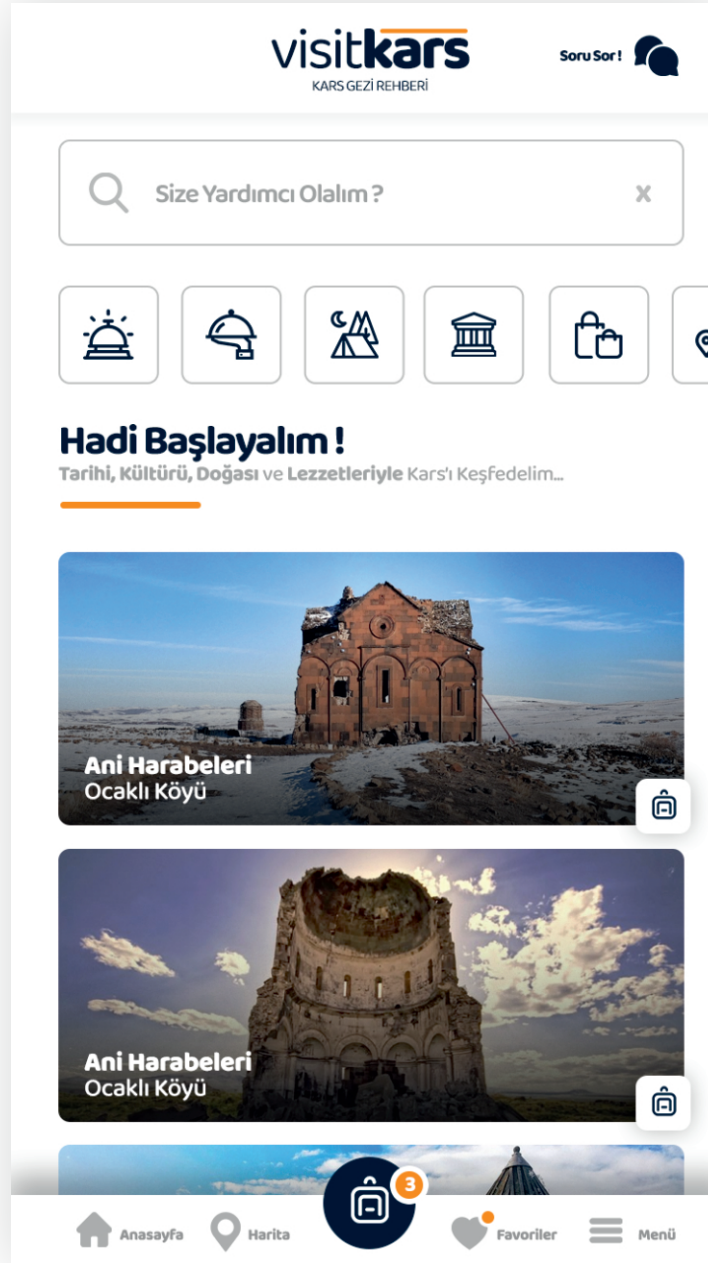 visitkars
KARS GEZİ REHBERİ
Soru Sor !
Size Yardımcı Olalım ?
x
Hadi Başlayalım !
Tarihi, Kültürü, Doğası ve Lezzetleriyle Kars'ı Keşfedelim...
Ani Harabeleri
Ocaklı Köyü
Ani Harabeleri
Ocaklı Köyü
3
Anasayfa
Harita
Favoriler
Menü